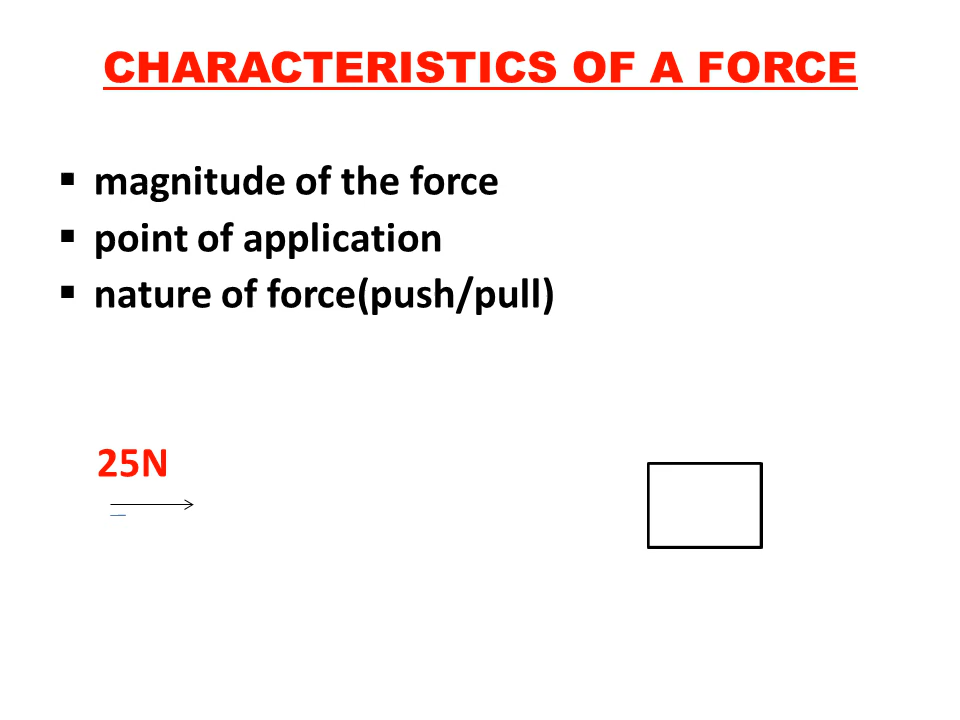 CHARACTERISTICS OF A FORCE
▪ magnitude of the force
▪ point of application
▪ nature of force(push/pull)
25N